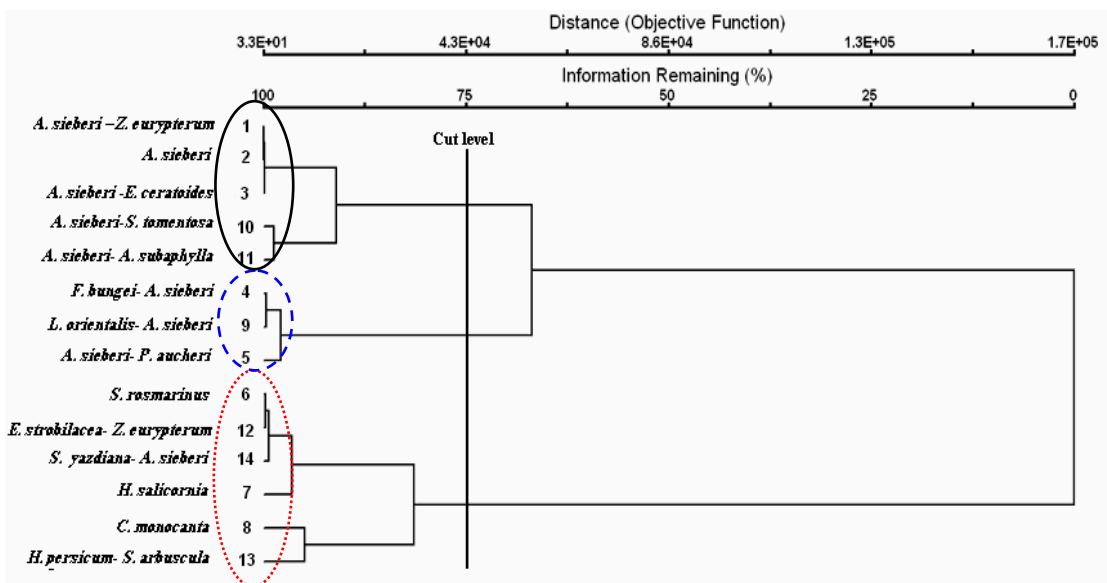 Distance (Objective Function)
3.3E+01 4.3E+04 8.6E+04 1.3E+05 1.7E+05
Information Remaining (%)
100 75 50 25 0
Cut level
A. sieberi –Z. eurypterum 1
A. sieberi 2
A. sieberi -E. ceratoides 3
A. sieberi-S. tomentosa 10
A. sieberi- A. subaphylla 11
F. bungei- A. sieberi 4
L. orientalis- A. sieberi 9
A. sieberi- P. aucheri 5
S. rosmarinus 6
E. strobilacea- Z. eurypterum 12
S. yazdiana- A. sieberi 14
H. salicornia 7
C. monocanta 8
H. persicum- S. arbuscula 13